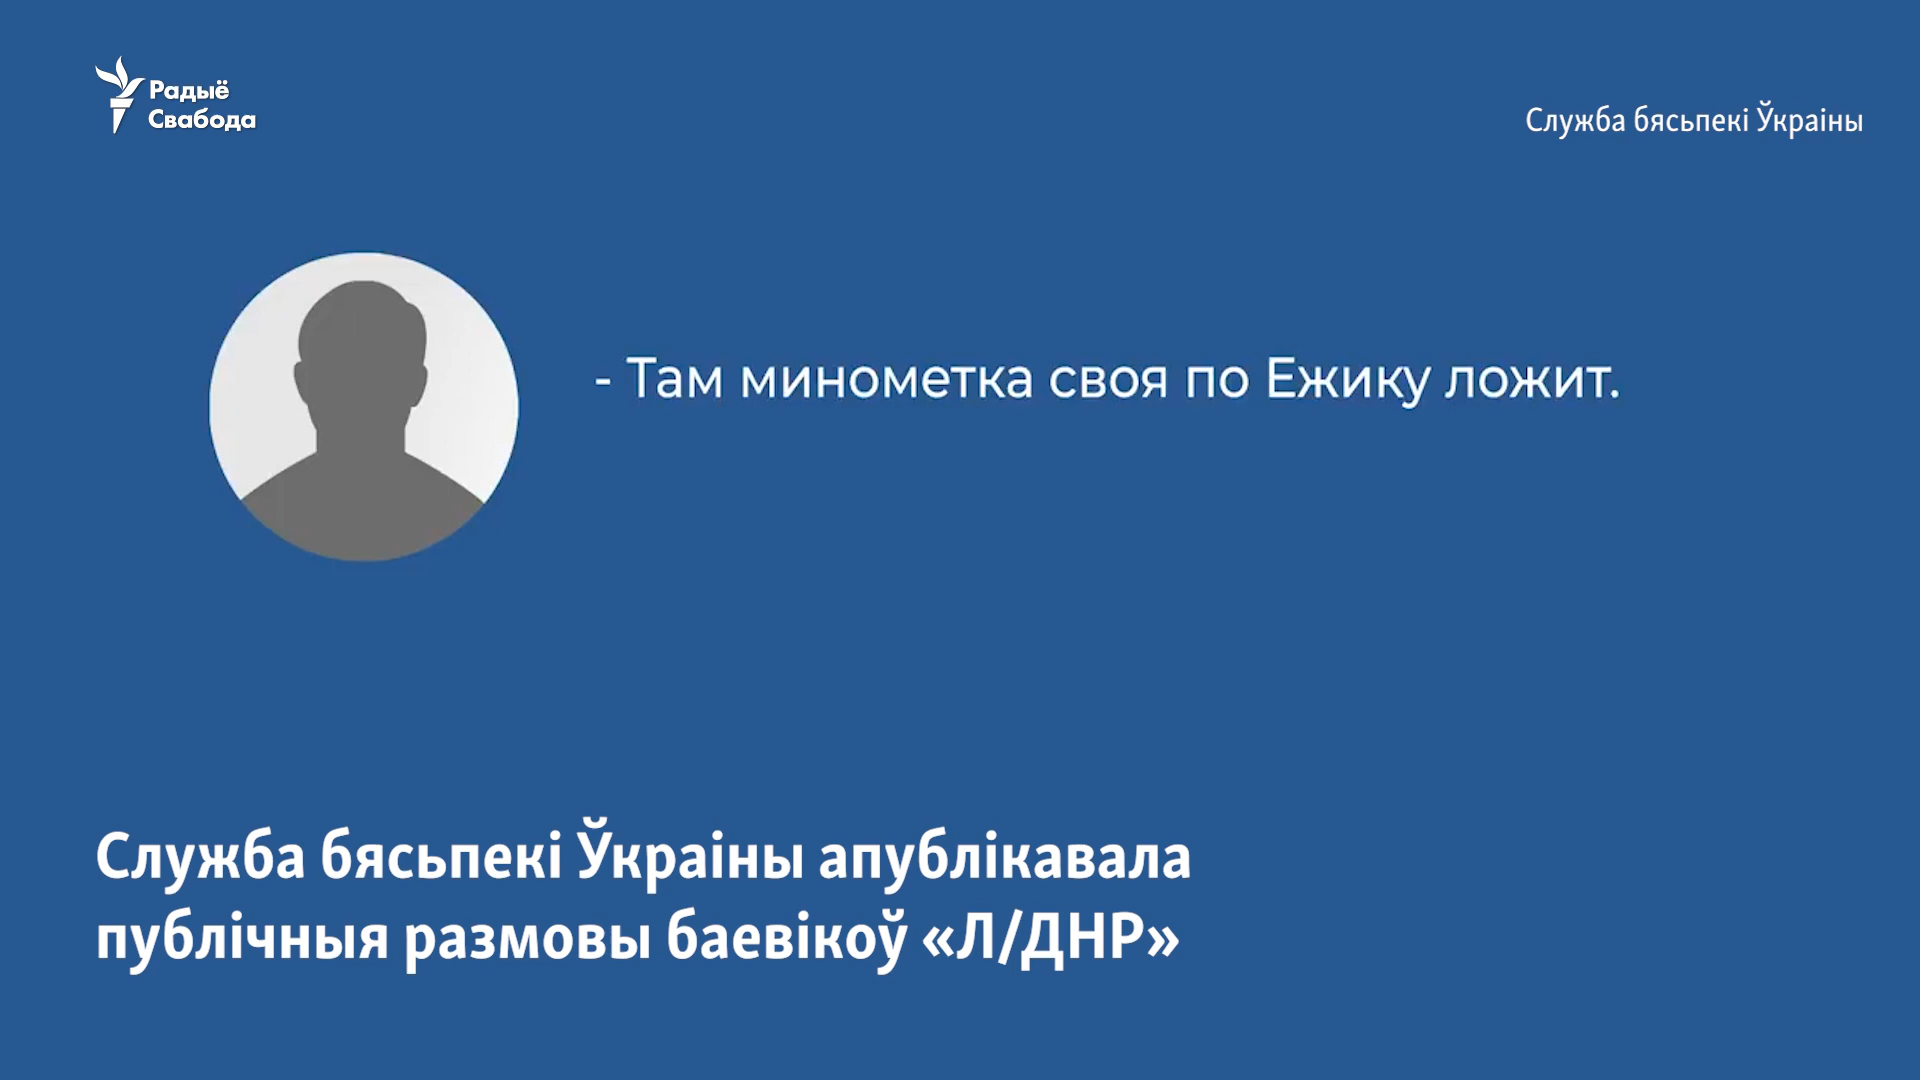 Радыё
Свабода
Служба бясьпекі Ўкраіны
- Там минометка своя по Ежику ложит.
Служба бясьпекі Ўкраіны апублікавала
публічныя размовы баевікоў «Л/ДНР»